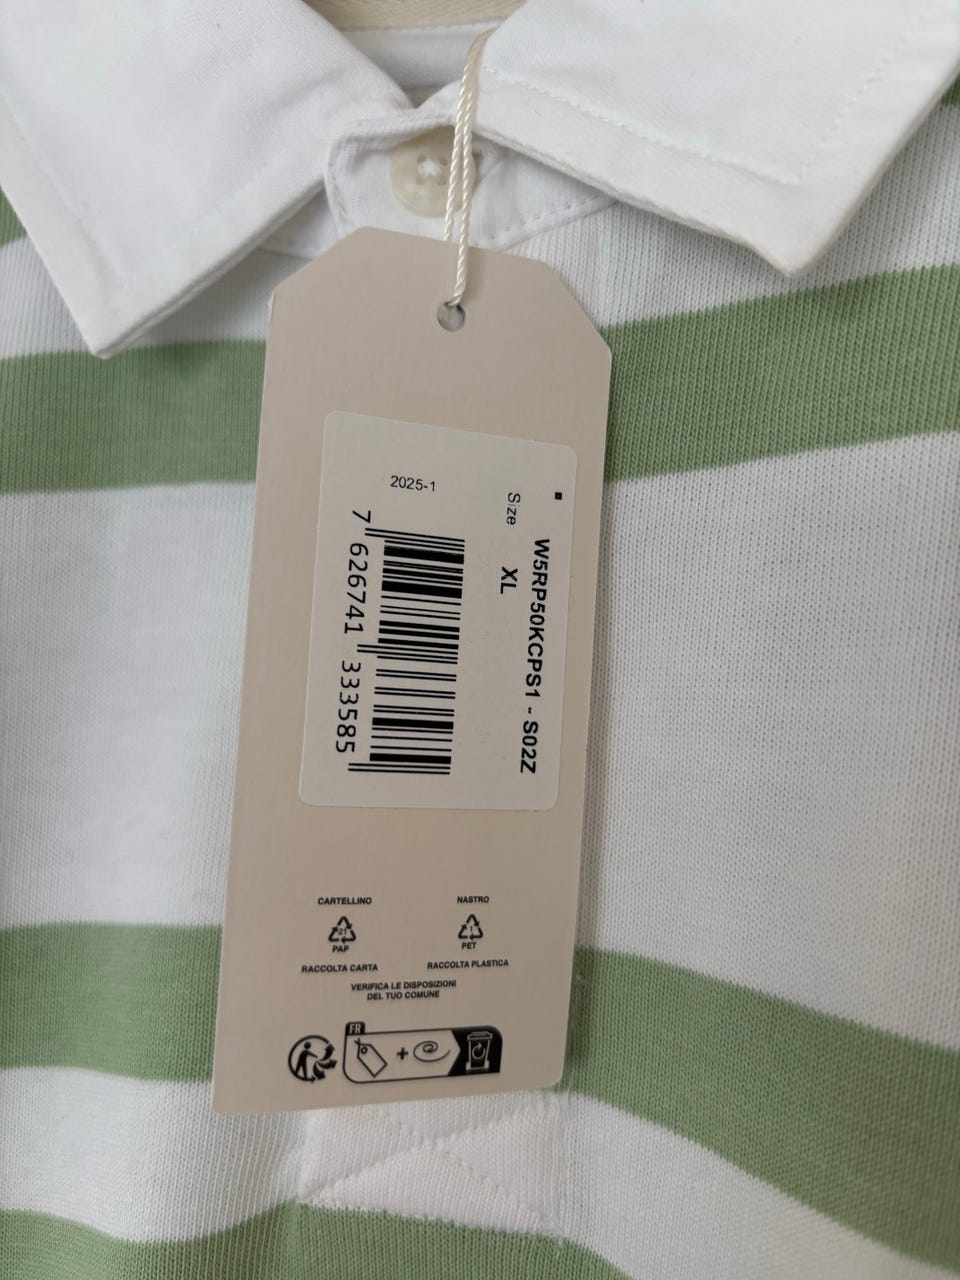 2025-1
Size XL
W5RP50KCPS1 - S02Z
7 626741 333585
CARTELLINO
21
PAP
RACCOLTA CARTA
NASTRO
1
PET
RACCOLTA PLASTICA
VERIFICA LE DISPOSIZIONI
DEL TUO COMUNE
FR
+